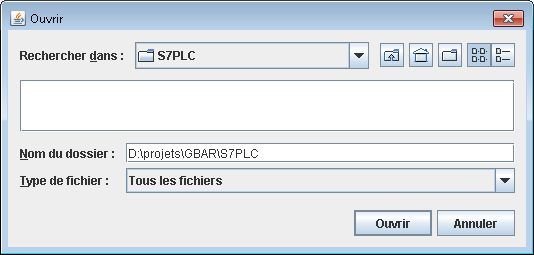 Ouvrir
Rechercher dans : S7PLC
Nom du dossier : D:\projets\GBAR\S7PLC
Type de fichier : Tous les fichiers
Ouvrir Annuler